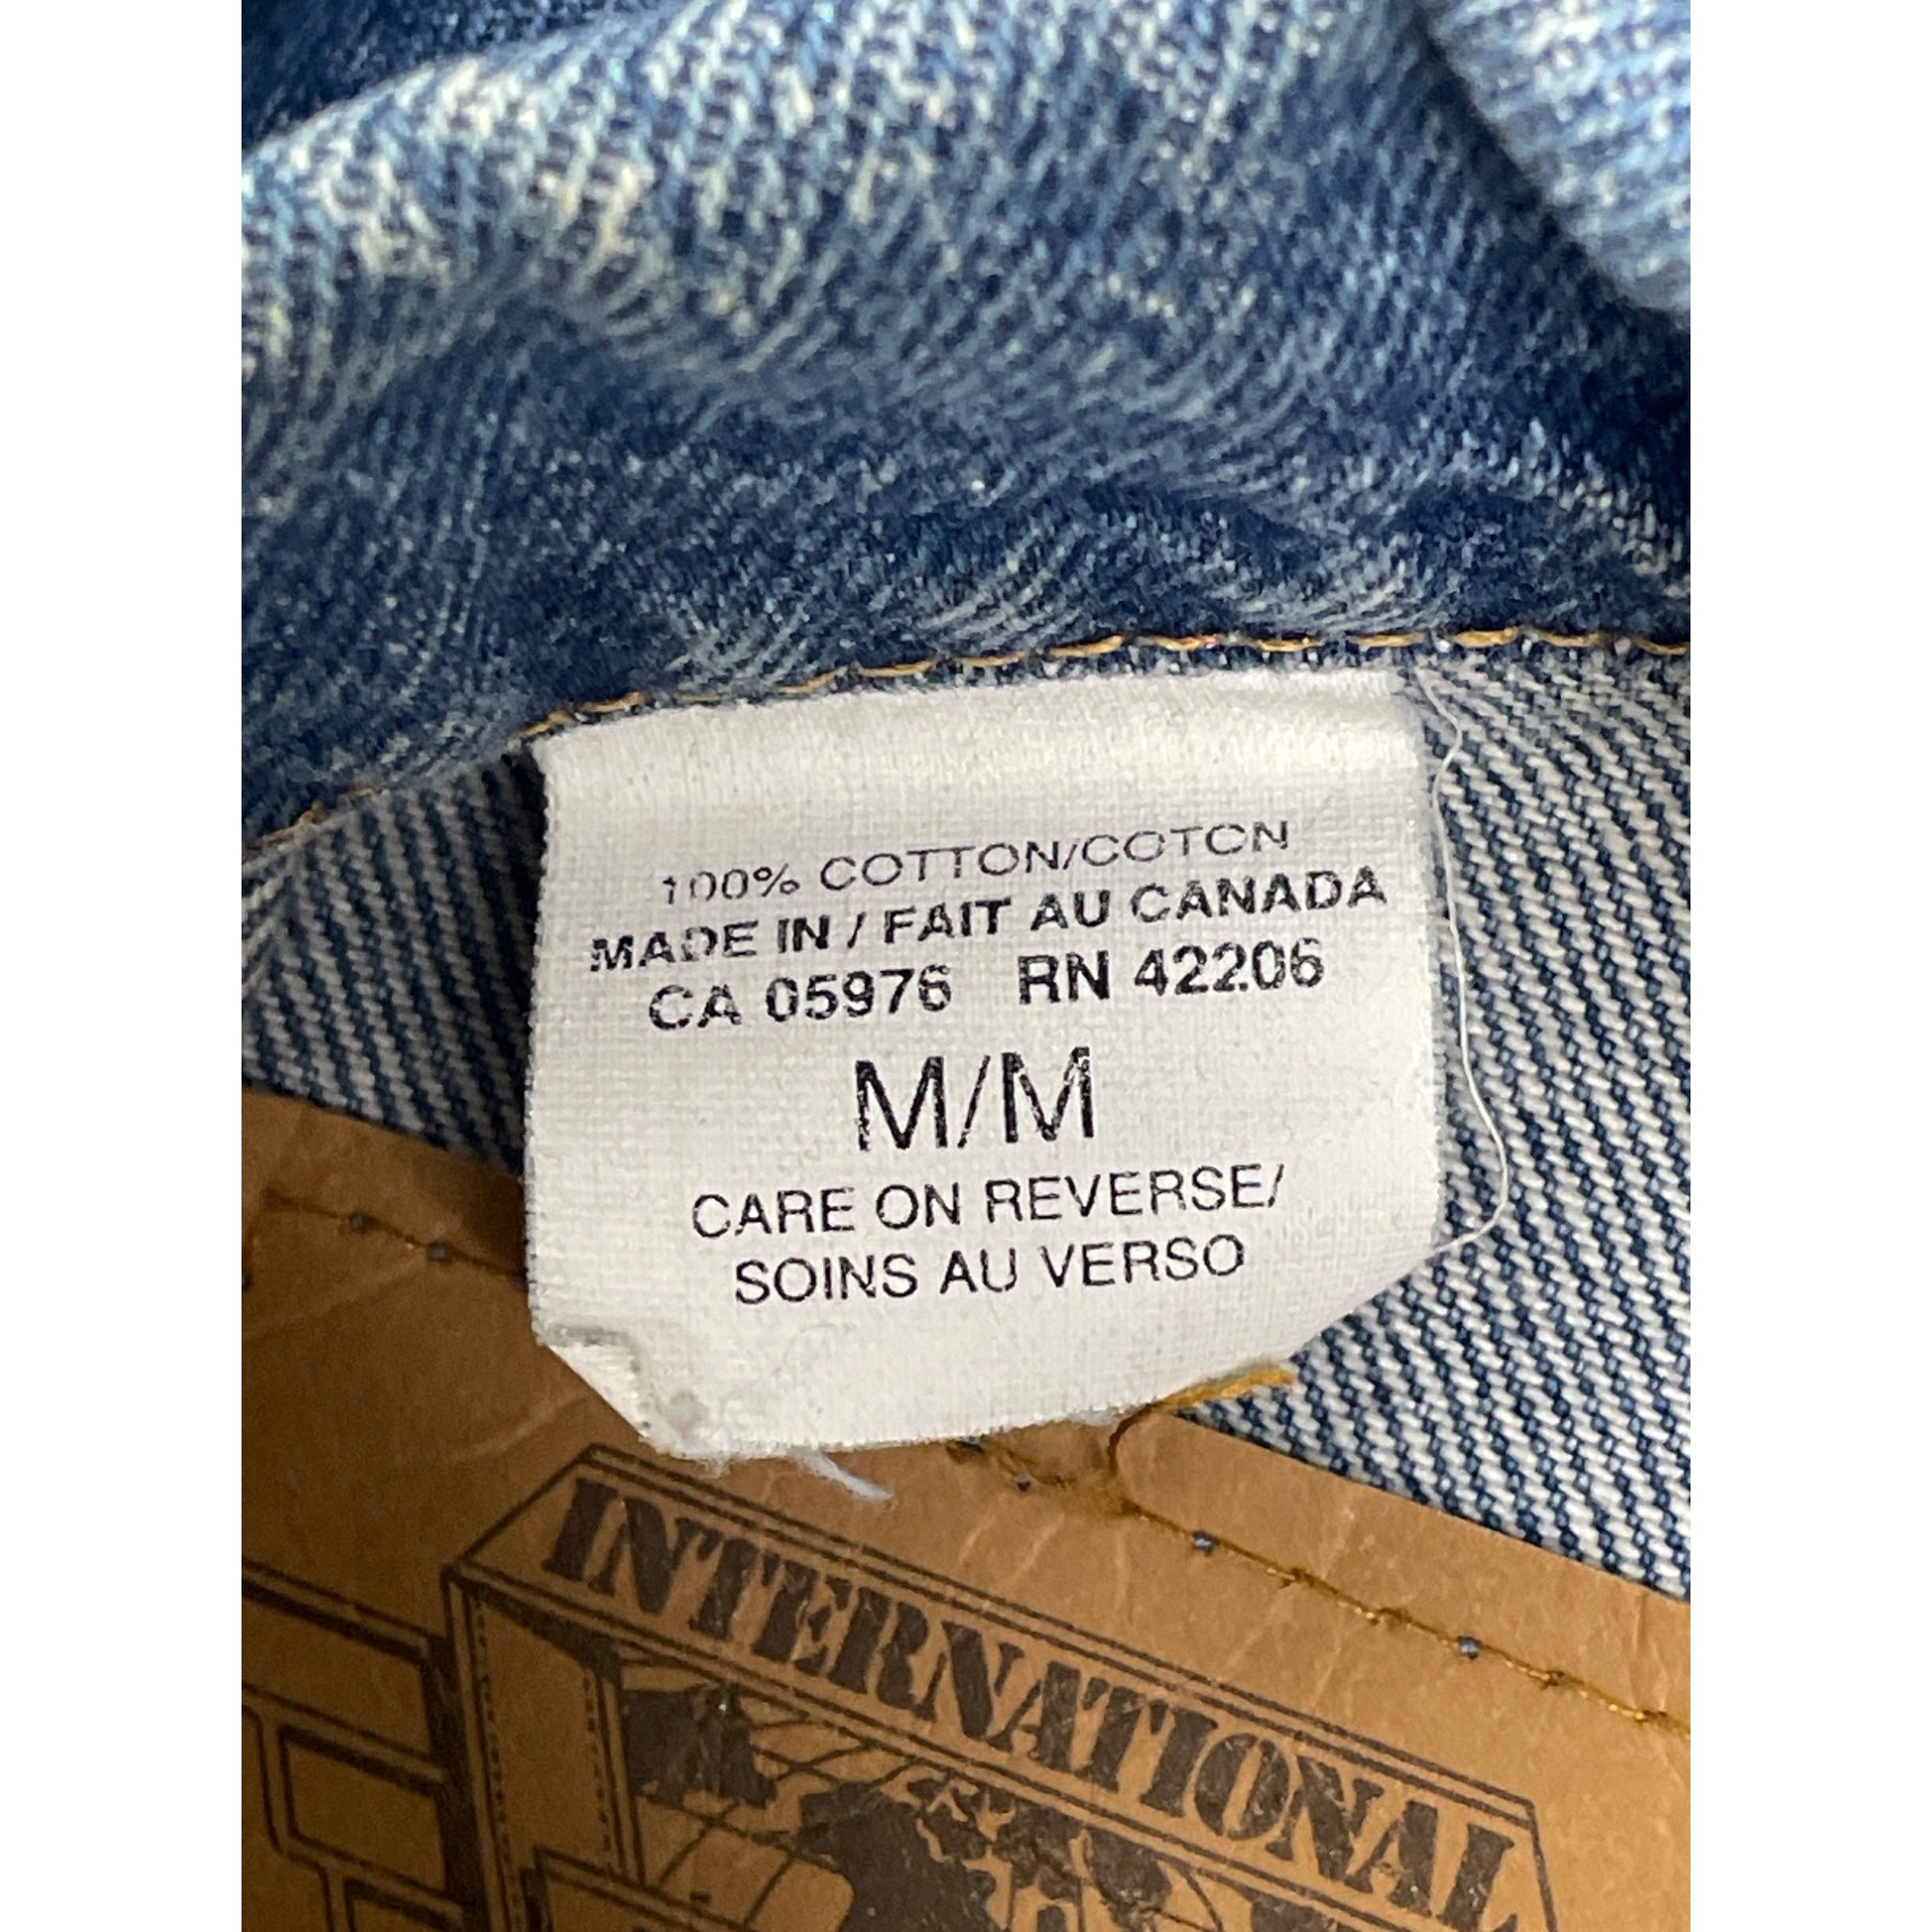 100% COTTON/COTON
MADE IN / FAIT AU CANADA
CA 05976 RN 42206
M/M
CARE ON REVERSE/
SOINS AU VERSO
INTERNATIONAL